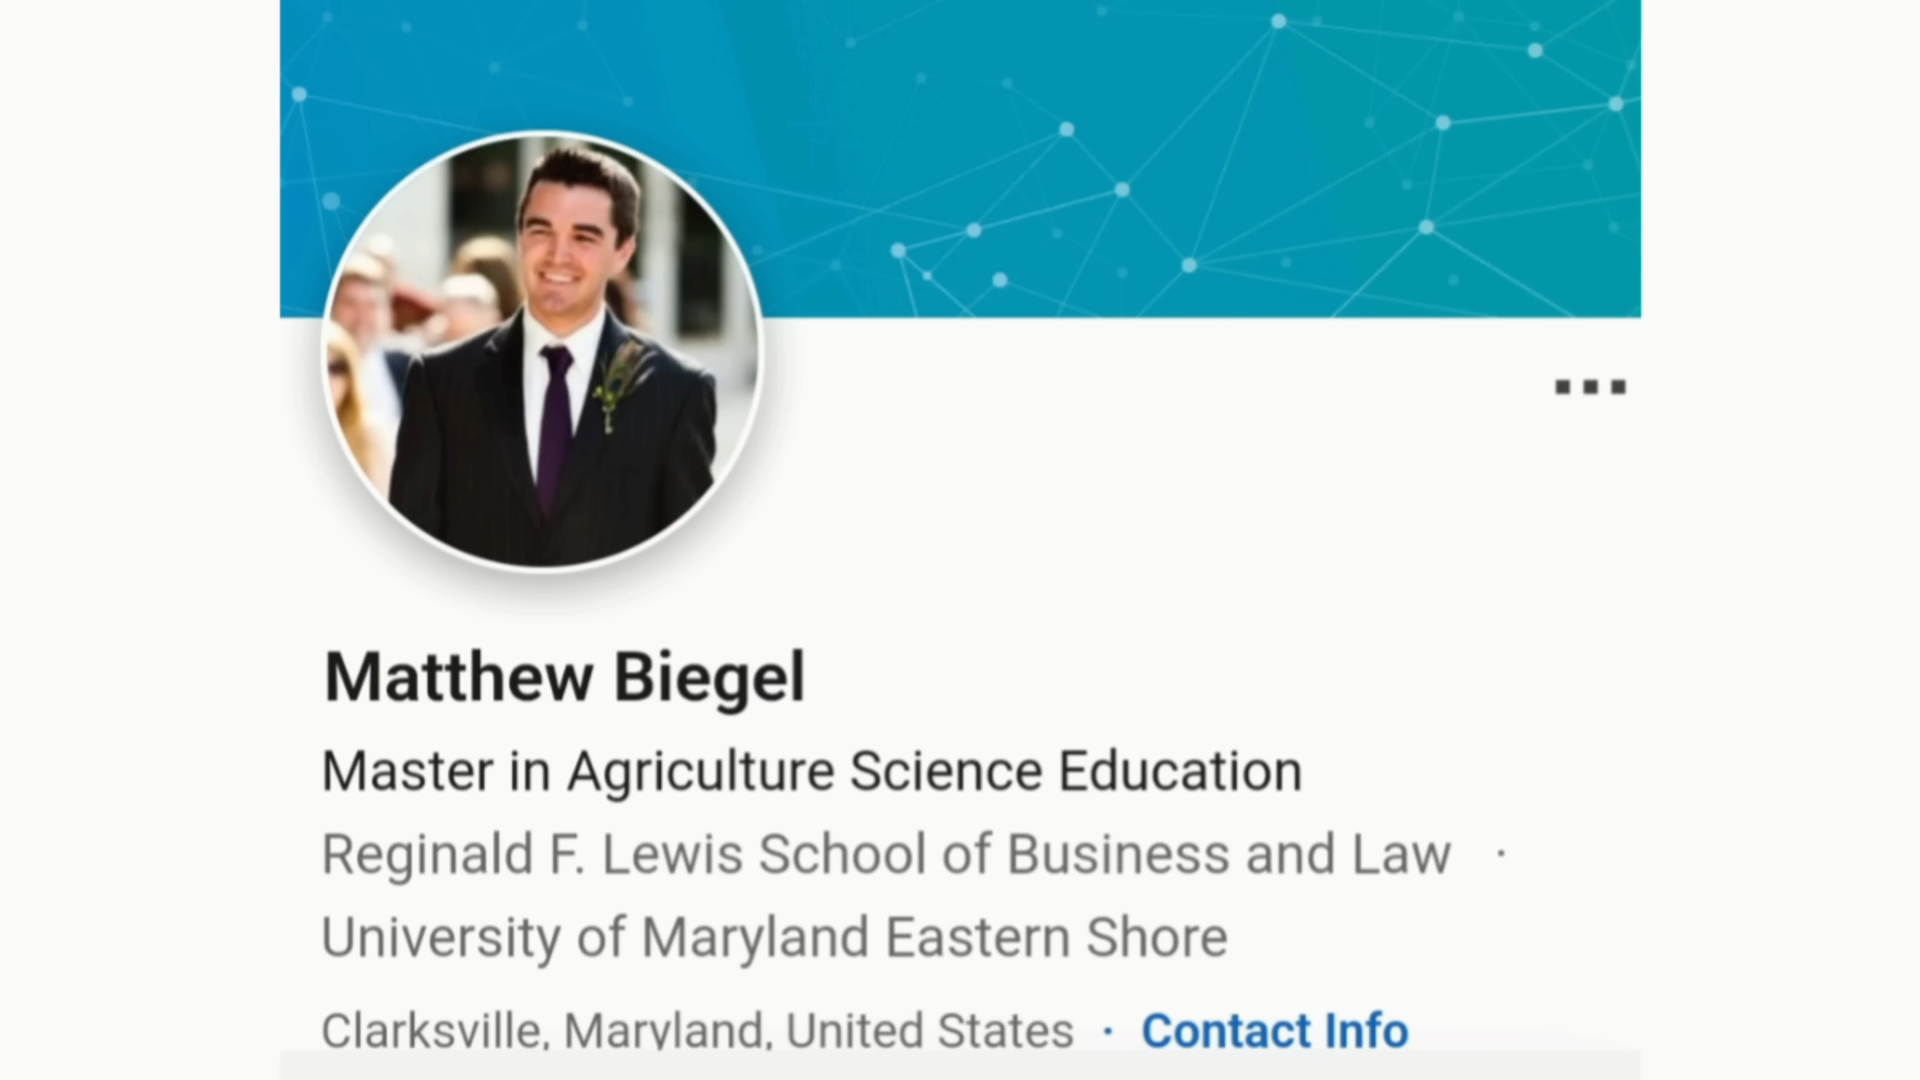 Matthew Biegel
Master in Agriculture Science Education
Reginald F. Lewis School of Business and Law ·
University of Maryland Eastern Shore
Clarksville, Maryland, United States · Contact Info